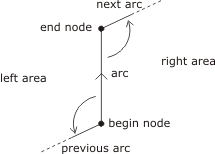 next arc
end node
right area
arc
left area
begin node
previous arc